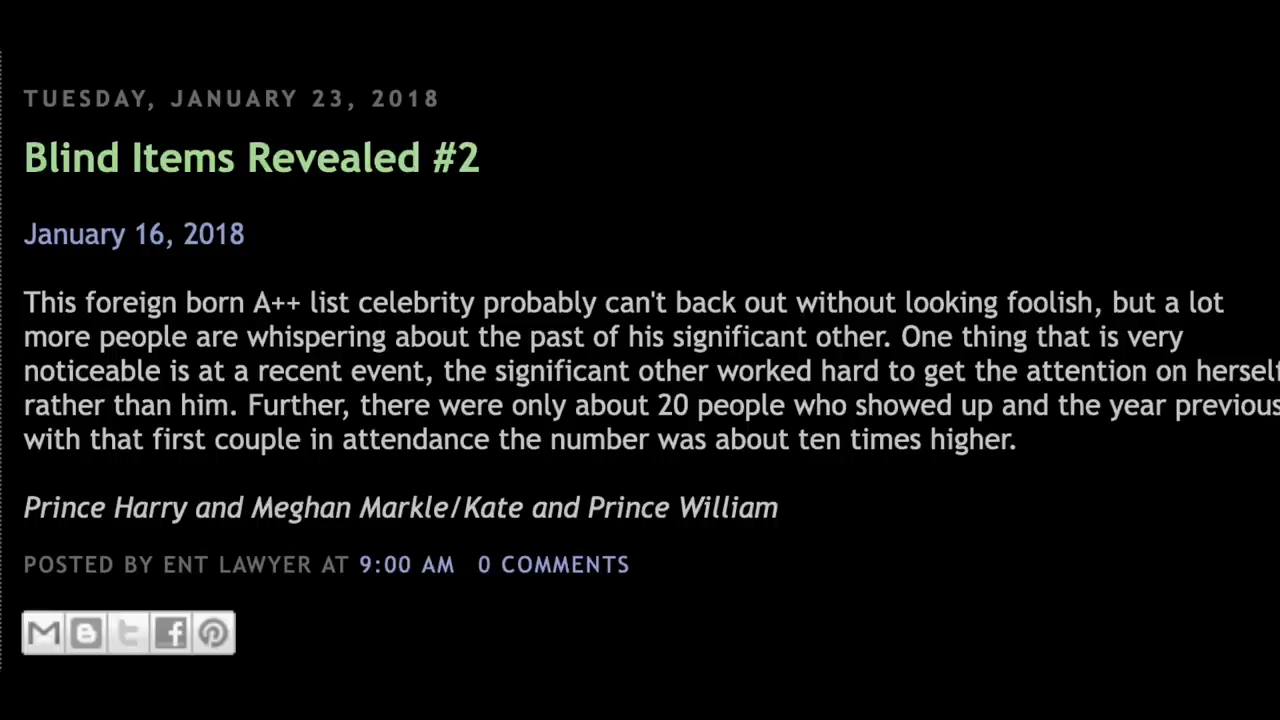 TUESDAY, JANUARY 23, 2018
Blind Items Revealed #2
January 16, 2018
This foreign born A++ list celebrity probably can't back out without looking foolish, but a lot
more people are whispering about the past of his significant other. One thing that is very
noticeable is at a recent event, the significant other worked hard to get the attention on herself
rather than him. Further, there were only about 20 people who showed up and the year previous
with that first couple in attendance the number was about ten times higher.
Prince Harry and Meghan Markle/Kate and Prince William
POSTED BY ENT LAWYER AT 9:00 AM 0 COMMENTS